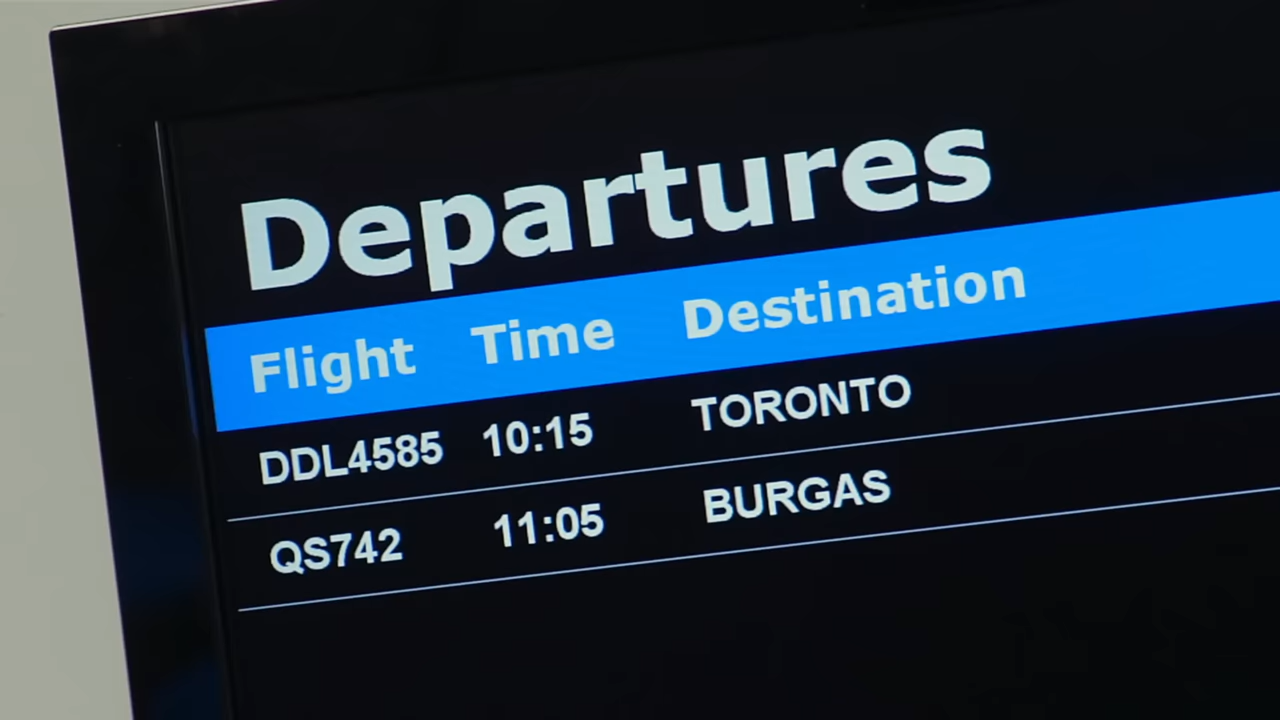 Departures
Flight Time Destination
DDL4585 10:15 TORONTO
QS742 11:05 BURGAS